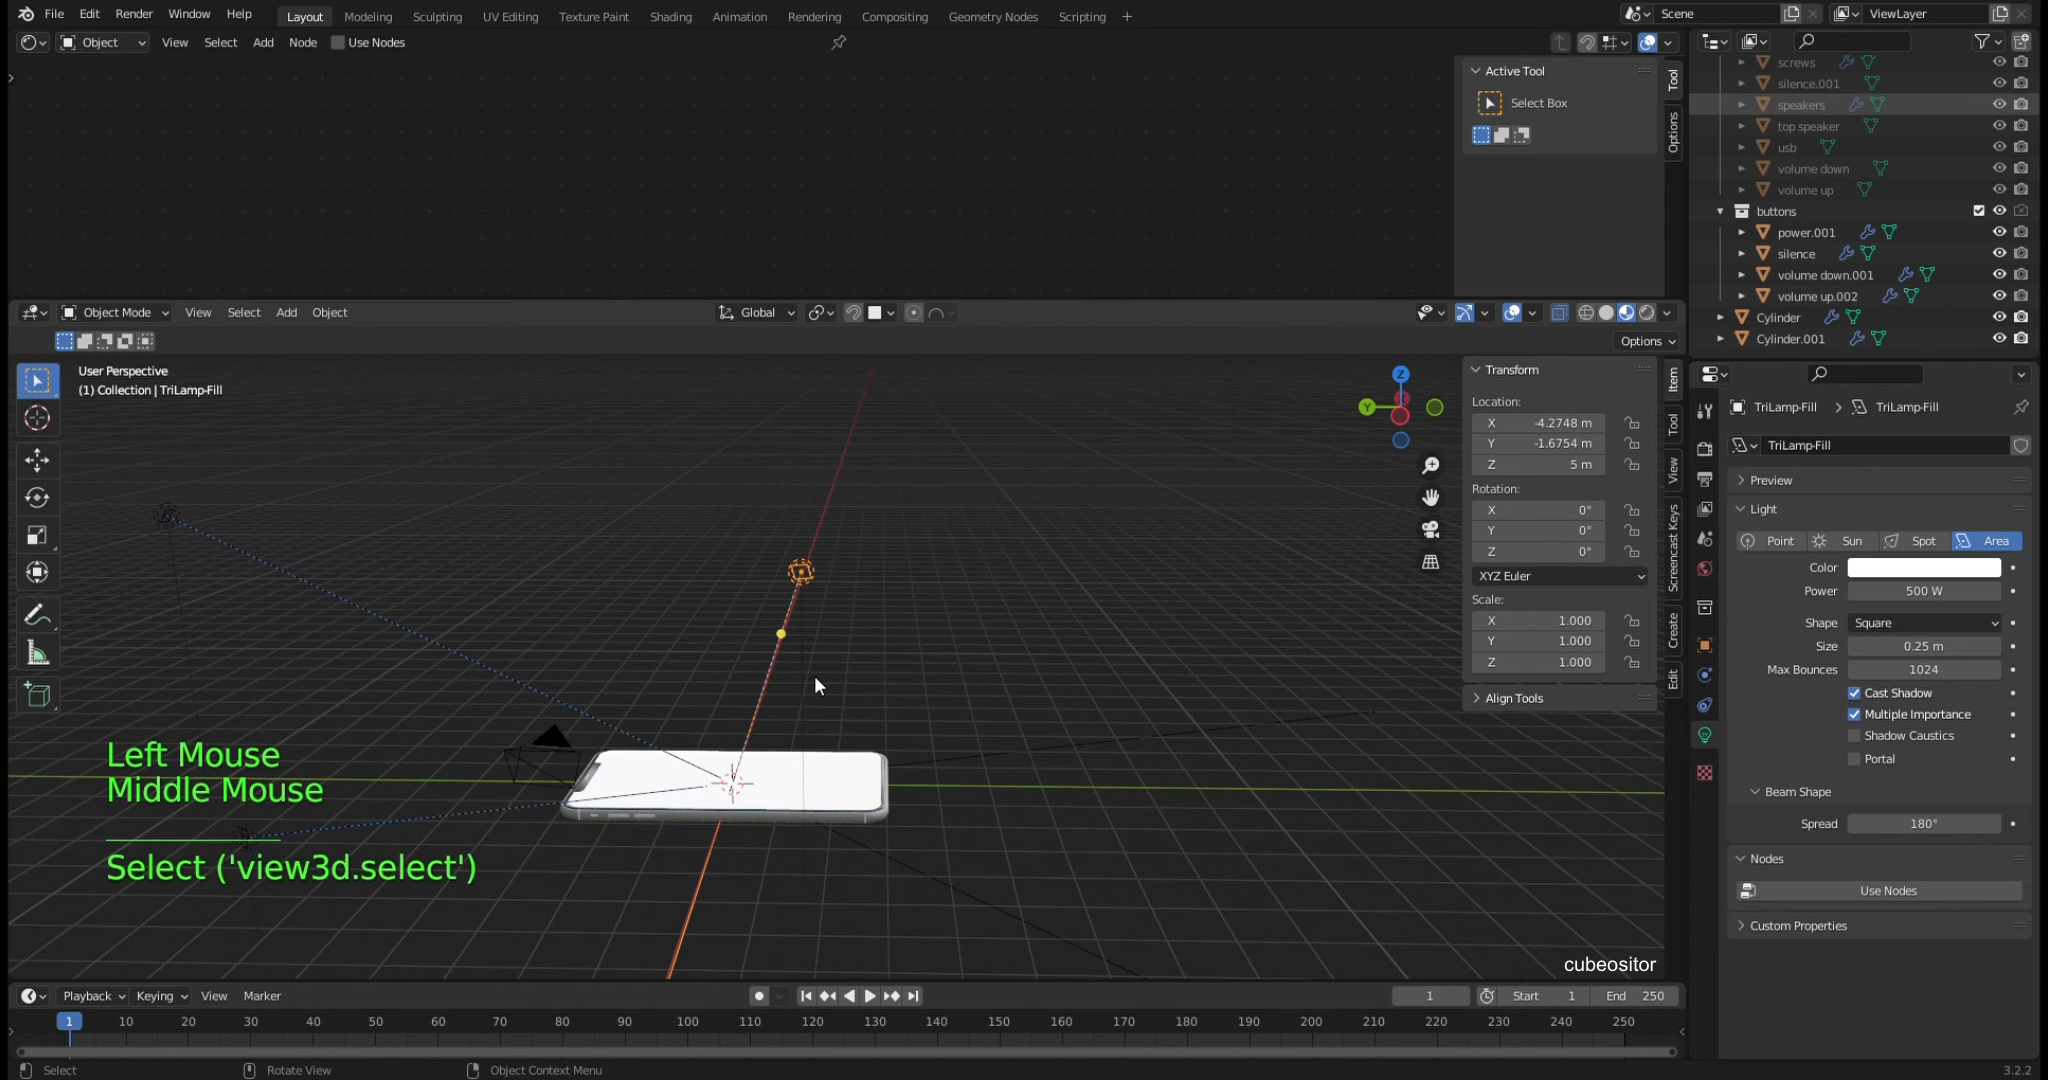 File Edit Render Window Help Layout Modeling Sculpting UV Editing Texture Paint Shading Animation Rendering Compositing Geometry Nodes Scripting + Scene ViewLayer
Object View Select Add Node Use Nodes
Active Tool
Select Box
Tool
Options
screws
silence.001
speakers
top speaker
usb
volume down
volume up
buttons
power.001
silence
volume down.001
volume up.002
Cylinder
Cylinder.001
Object Mode View Select Add Object Global
Options
User Perspective
(1) Collection | TriLamp-Fill
Z
Y
Transform
Location:
X -4.2748 m
Y -1.6754 m
Z 5 m
Rotation:
X 0°
Y 0°
Z 0°
XYZ Euler
Scale:
X 1.000
Y 1.000
Z 1.000
Align Tools
Item
Tool
View
Screencast Keys
Create
Edit
TriLamp-Fill TriLamp-Fill
TriLamp-Fill
Preview
Light
Point Sun Spot Area
Color
Power 500 W
Shape Square
Size 0.25 m
Max Bounces 1024
Cast Shadow
Multiple Importance
Shadow Caustics
Portal
Beam Shape
Spread 180°
Nodes
Use Nodes
Custom Properties
Left Mouse
Middle Mouse
Select ('view3d.select')
cubeositor
Playback Keying View Marker 1 Start 1 End 250
1 10 20 30 40 50 60 70 80 90 100 110 120 130 140 150 160 170 180 190 200 210 220 230 240 250
Select Rotate View Object Context Menu 3.2.2